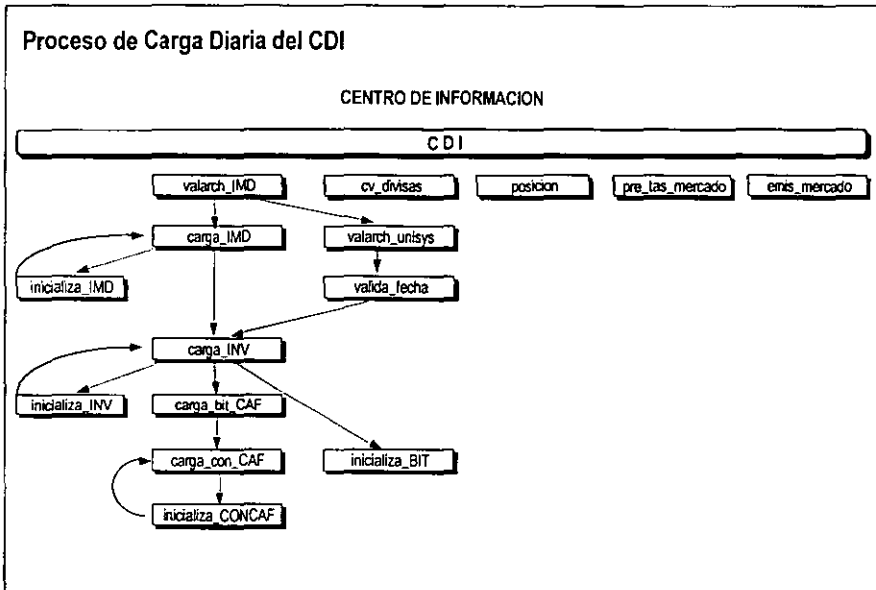 Proceso de Carga Diaria del CDI
CENTRO DE INFORMACION
C D I
valarch_IMD
cv_divisas
posicion
pre_tas_mercado
emis_mercado
carga_IMD
valarch_unisys
inicializa_IMD
valida_fecha
carga_INV
inicializa_INV
carga_bit_CAF
carga_con_CAF
inicializa_BIT
inicializa_CONCAF